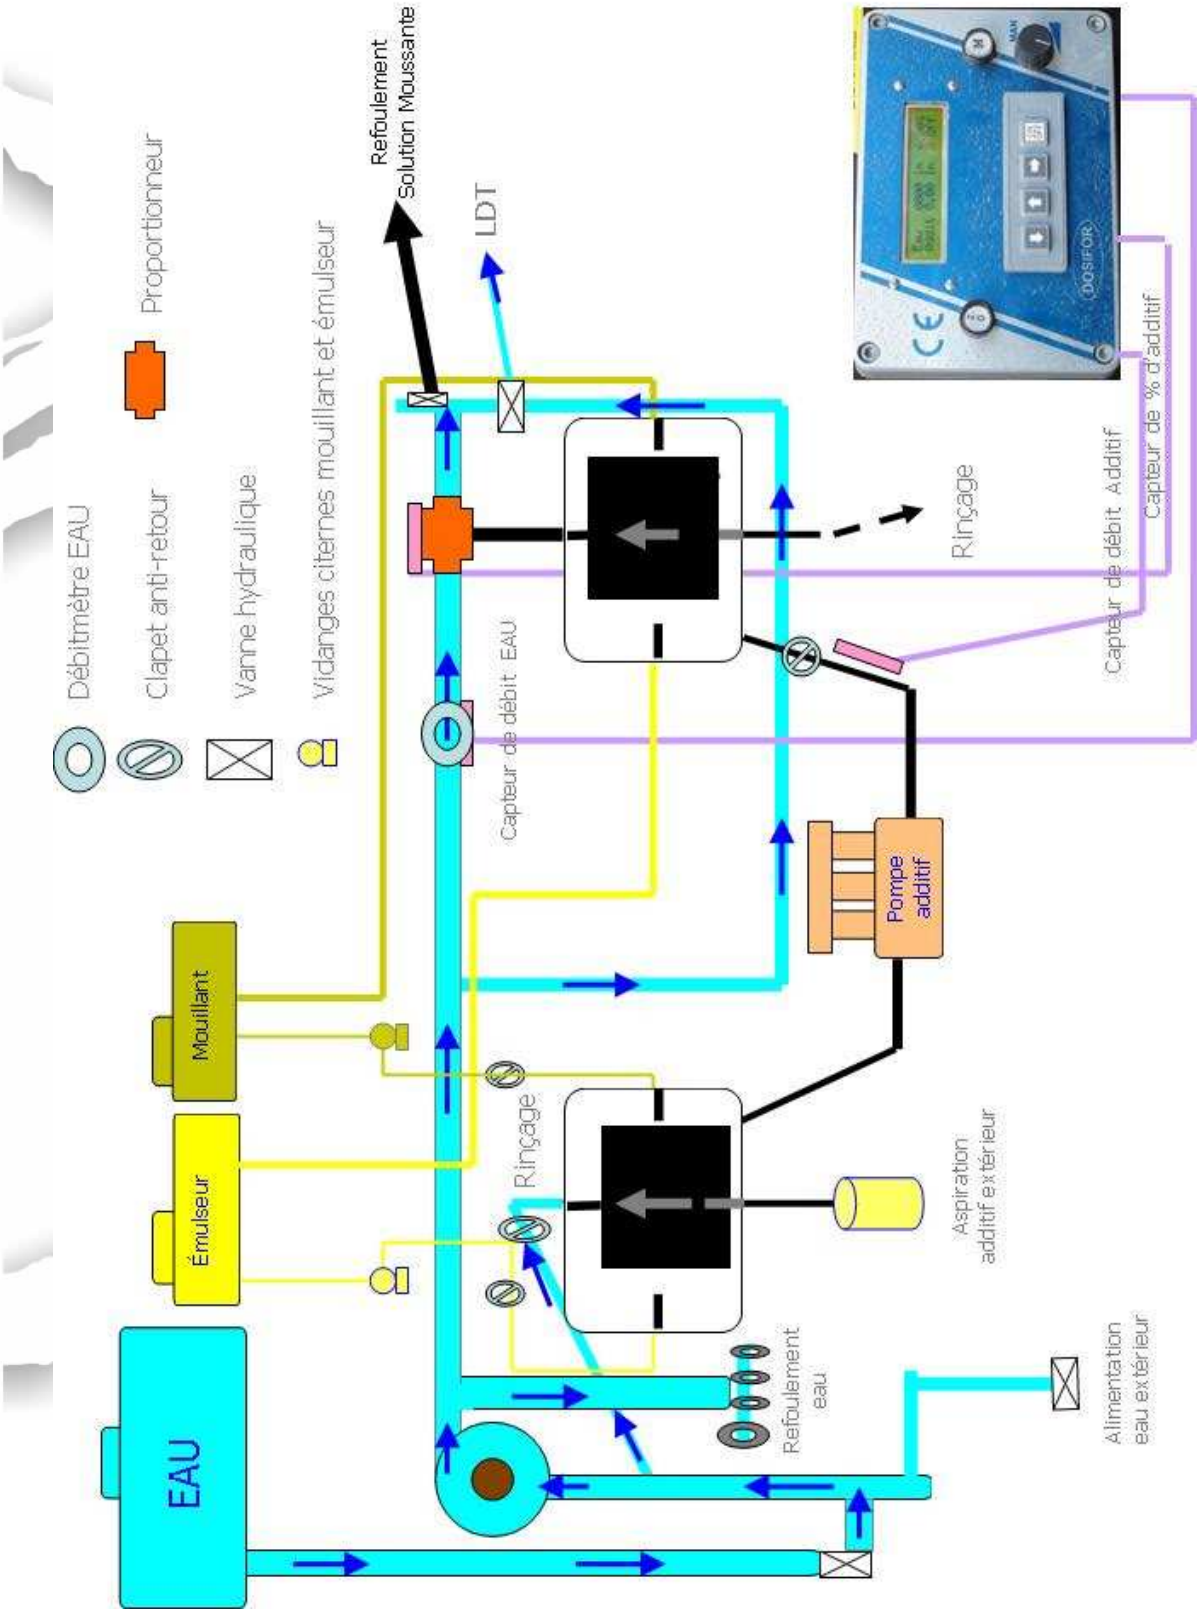 Débitmètre EAU
Clapet anti-retour
Vanne hydraulique
Vidanges citernes mouillant et émulseur
Proportionneur
EAU
Émulseur
Mouillant
Refoulement
Solution Moussante
LDT
Rinçage
Capteur de débit EAU
Rinçage
Refoulement
eau
Alimentation
eau extérieur
Aspiration
additif extérieur
Pompe
additif
Capteur de débit Additif
Capteur de % d'additif
CE
DOSIFOR
MAN